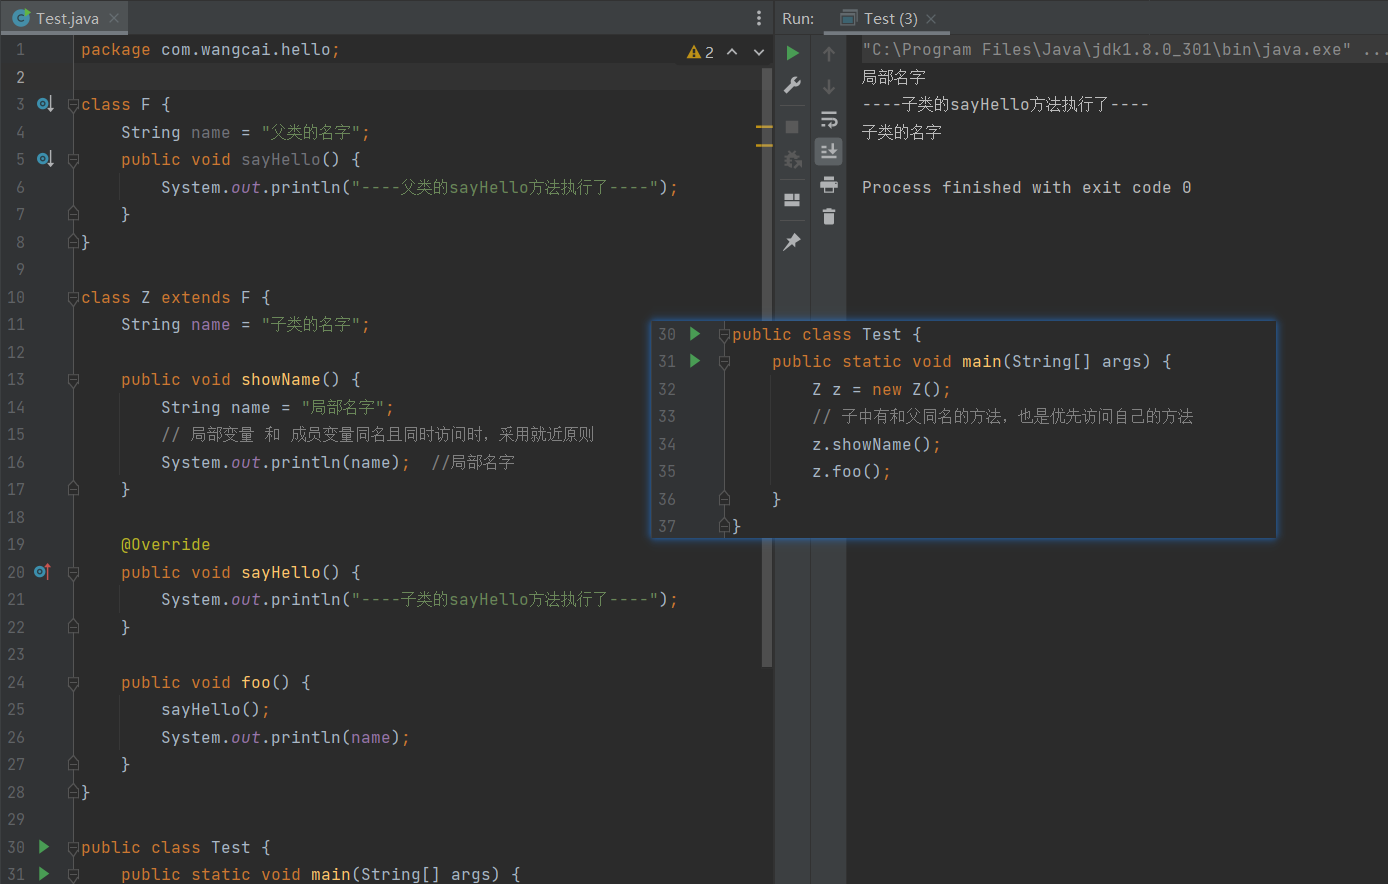 Test.java
1 package com.wangcai.hello;
2
3 class F {
4 String name = "父类的名字";
5 public void sayHello() {
6 System.out.println("----父类的sayHello方法执行了----");
7 }
8 }
9
10 class Z extends F {
11 String name = "子类的名字";
12
13 public void showName() {
14 String name = "局部名字";
15 // 局部变量 和 成员变量同名且同时访问时，采用就近原则
16 System.out.println(name); //局部名字
17 }
18
19 @Override
20 public void sayHello() {
21 System.out.println("----子类的sayHello方法执行了----");
22 }
23
24 public void foo() {
25 sayHello();
26 System.out.println(name);
27 }
28 }
29
30 public class Test {
31 public static void main(String[] args) {
2
Run: Test (3)
"C:\Program Files\Java\jdk1.8.0_301\bin\java.exe" ...
局部名字
----子类的sayHello方法执行了----
子类的名字
Process finished with exit code 0
30 public class Test {
31 public static void main(String[] args) {
32 Z z = new Z();
33 // 子中有和父同名的方法，也是优先访问自己的方法
34 z.showName();
35 z.foo();
36 }
37 }